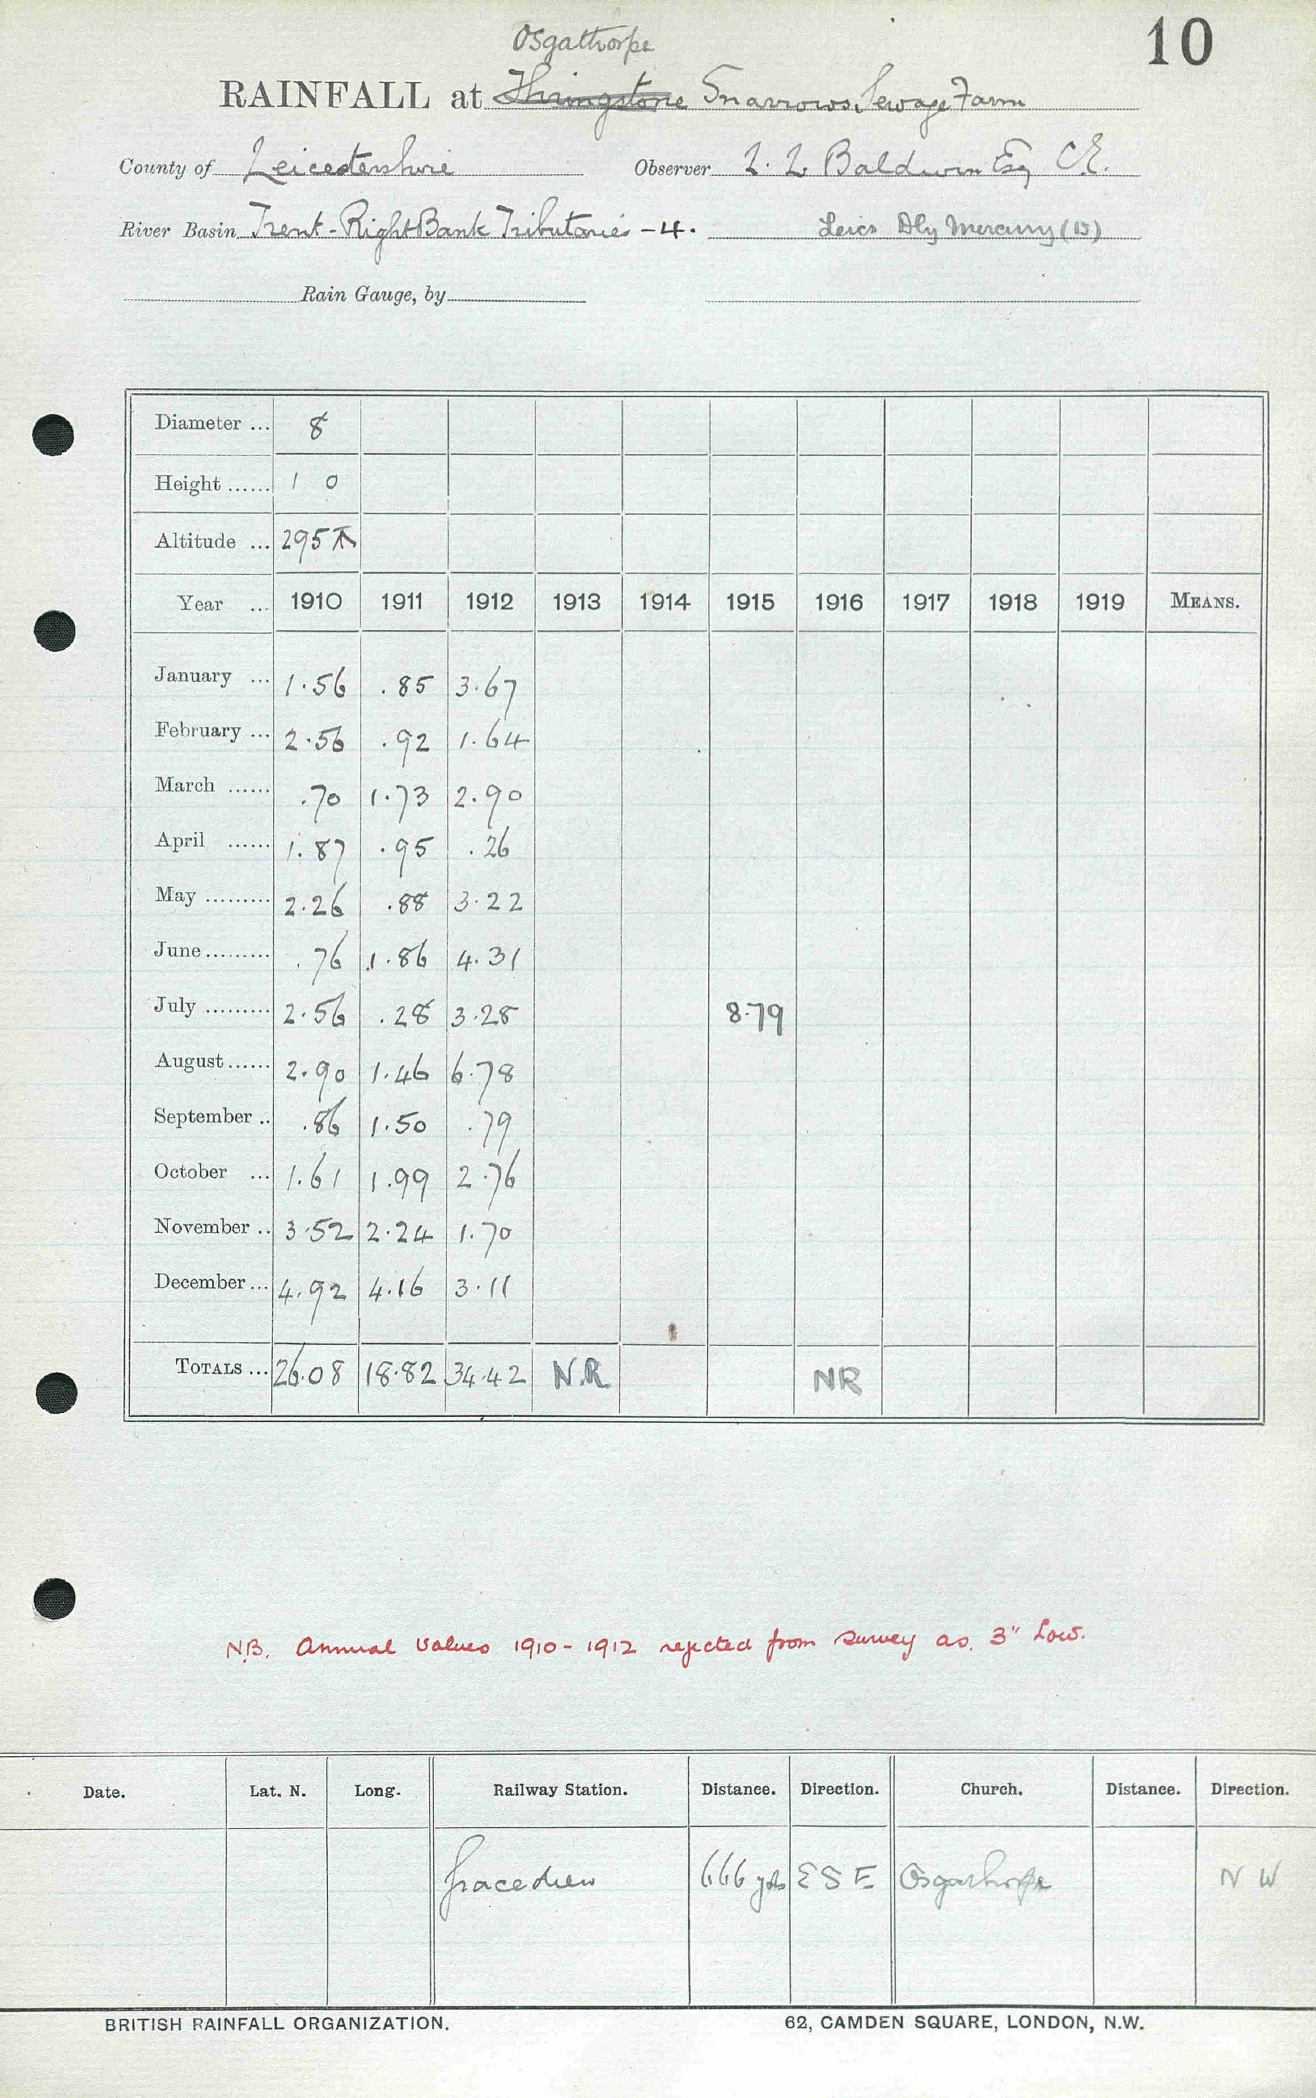 10
Osgathorpe
RAINFALL at Thringstone Snarrows Sewage Farm
County of Leicestershire Observer L. L. Baldwin Esq C.E.
River Basin Trent - Right Bank Tributaries - 4. Leics Dly Mercury (15)
Rain Gauge, by
Diameter ... 8
Height ...... 1 0
Altitude ... 295
Year ... 1910 1911 1912 1913 1914 1915 1916 1917 1918 1919 MEANS.
January ... 1.56 .85 3.67
February ... 2.56 .92 1.64
March ...... .70 1.73 2.90
April ...... 1.87 .95 .26
May ......... 2.26 .88 3.22
June ......... .76 1.86 4.31
July ......... 2.56 .28 3.28 8.79
August ...... 2.90 1.46 6.78
September .. .86 1.50 .79
October ... 1.61 1.99 2.76
November .. 3.52 2.24 1.70
December ... 4.92 4.16 3.11
TOTALS ... 26.08 18.82 34.42 N.R. NR
N.B. Annual values 1910 - 1912 rejected from survey as 3" Low.
Date. Lat. N. Long. Railway Station. Distance. Direction. Church. Distance. Direction.
Gracedieu 666 yds E S E Osgathorpe N W
BRITISH RAINFALL ORGANIZATION. 62, CAMDEN SQUARE, LONDON, N.W.